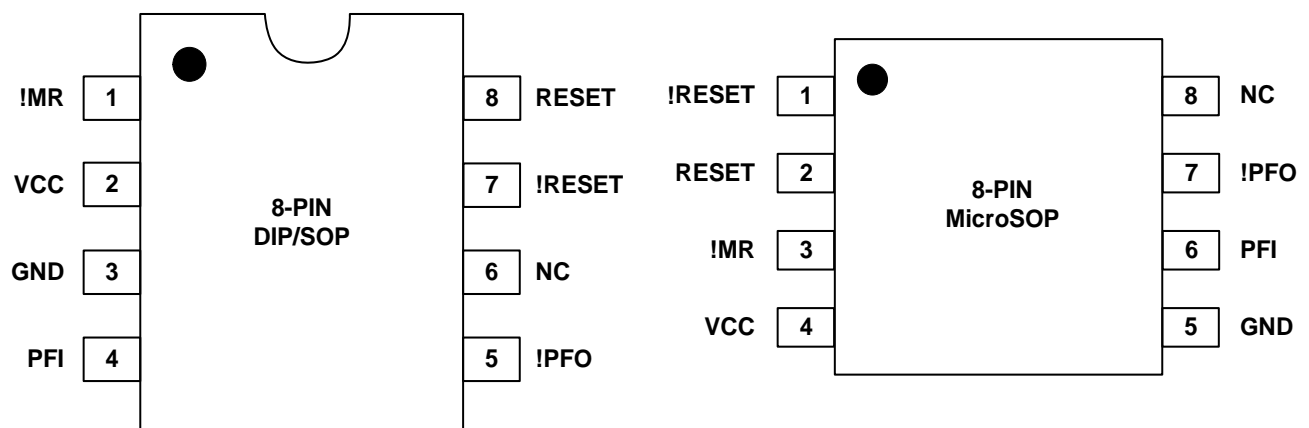 !MR 1
8 RESET
VCC 2
7 !RESET
8-PIN
DIP/SOP
GND 3
6 NC
PFI 4
5 !PFO
!RESET 1
8 NC
RESET 2
7 !PFO
8-PIN
MicroSOP
!MR 3
6 PFI
VCC 4
5 GND